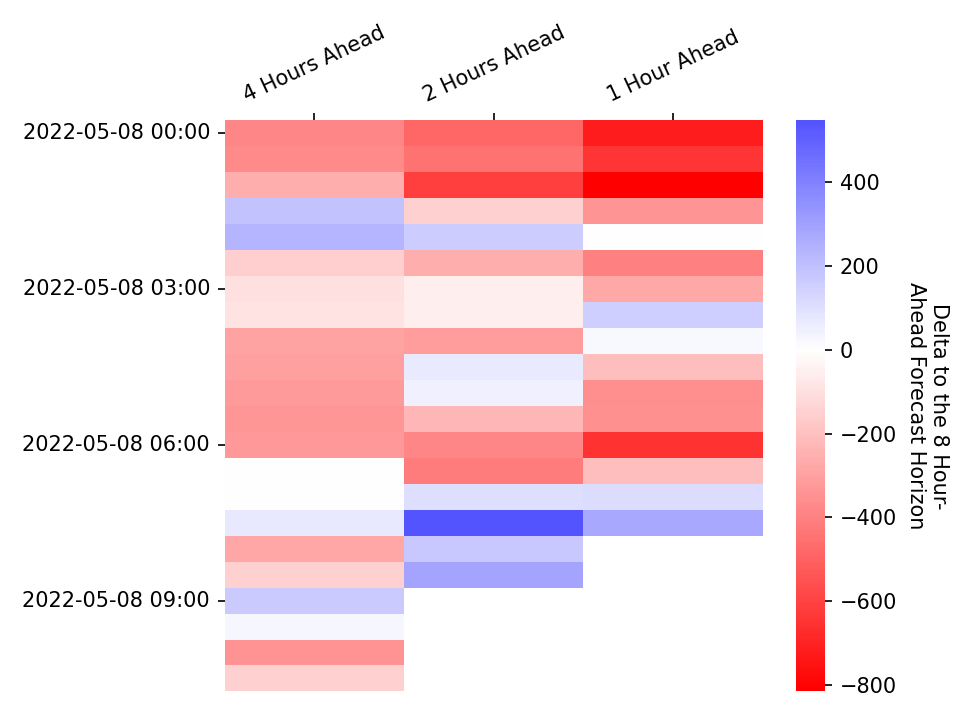 4 Hours Ahead
2 Hours Ahead
1 Hour Ahead
2022-05-08 00:00
2022-05-08 03:00
2022-05-08 06:00
2022-05-08 09:00
400
200
0
−200
−400
−600
−800
Delta to the 8 Hour-
Ahead Forecast Horizon